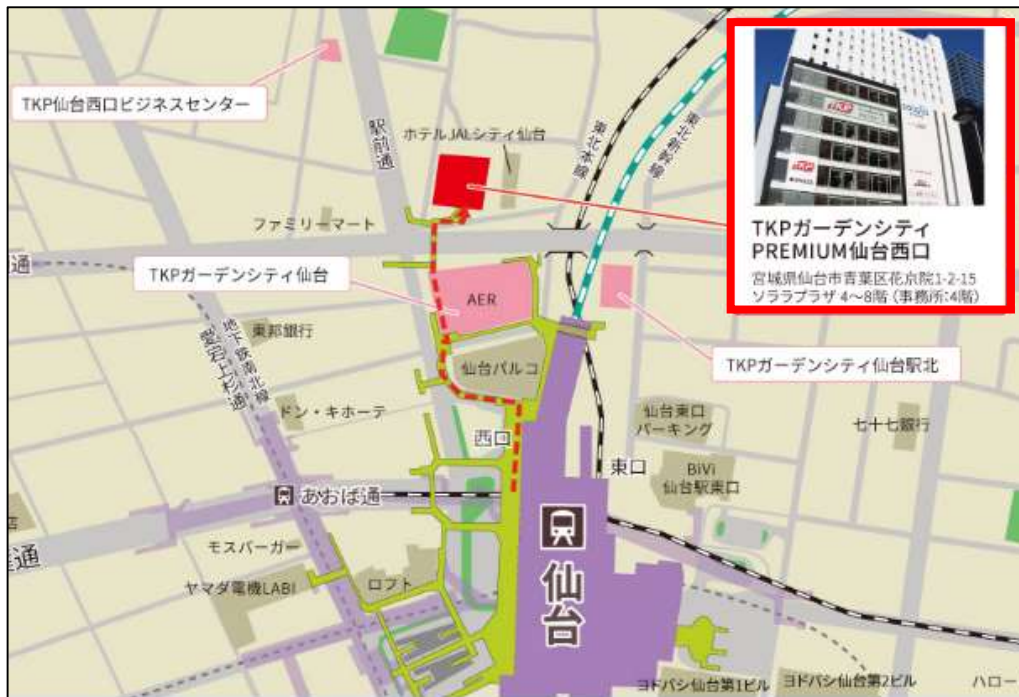 TKP仙台西口ビジネスセンター
駅前通
ホテルJALシティ仙台
東北本線
東北新幹線
TKP
TKP
TKPガーデンシティ
PREMIUM仙台西口
宮城県仙台市青葉区花京院1-2-15
ソララプラザ 4〜8階 (事務所:4階)
ファミリーマート
通
TKPガーデンシティ仙台
AER
東邦銀行
地下鉄南北線
愛宕上杉通
仙台パルコ
TKPガーデンシティ仙台駅北
ドン・キホーテ
西口
仙台東口
パーキング
七十七銀行
東口
BiVi
仙台駅東口
あおば通
店
モスバーガー
通
ヤマダ電機LABI
ロフト
仙台
ヨドバシ仙台第1ビル
ヨドバシ仙台第2ビル
ハロー